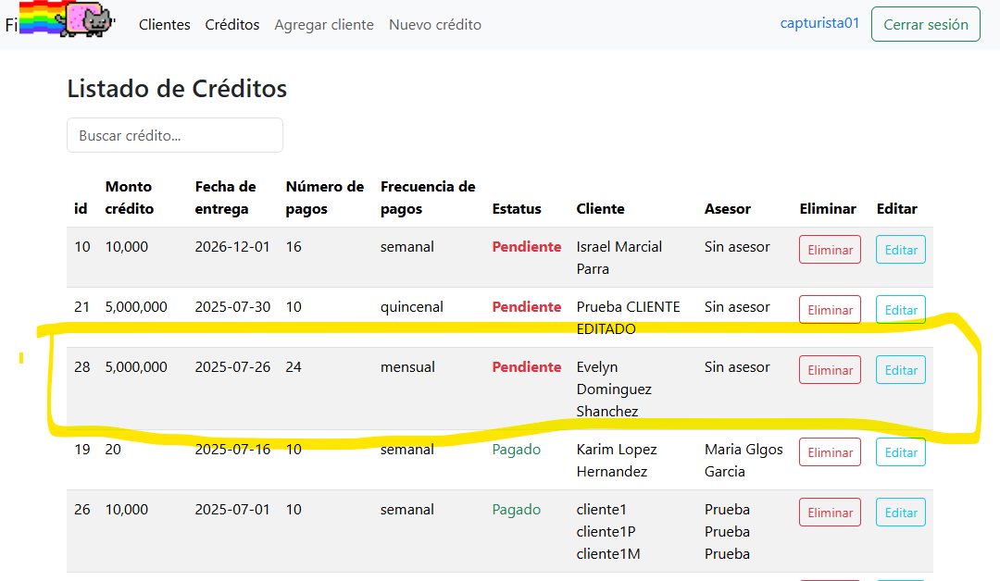 Fi Clientes Créditos Agregar cliente Nuevo crédito capturista01 Cerrar sesión
Listado de Créditos
Buscar crédito...
id Monto crédito Fecha de entrega Número de pagos Frecuencia de pagos Estatus Cliente Asesor Eliminar Editar
10 10,000 2026-12-01 16 semanal Pendiente Israel Marcial Parra Sin asesor Eliminar Editar
21 5,000,000 2025-07-30 10 quincenal Pendiente Prueba CLIENTE EDITADO Sin asesor Eliminar Editar
28 5,000,000 2025-07-26 24 mensual Pendiente Evelyn Dominguez Shanchez Sin asesor Eliminar Editar
19 20 2025-07-16 10 semanal Pagado Karim Lopez Hernandez Maria Glgos Garcia Eliminar Editar
26 10,000 2025-07-01 10 semanal Pagado cliente1 cliente1P cliente1M Prueba Prueba Prueba Eliminar Editar